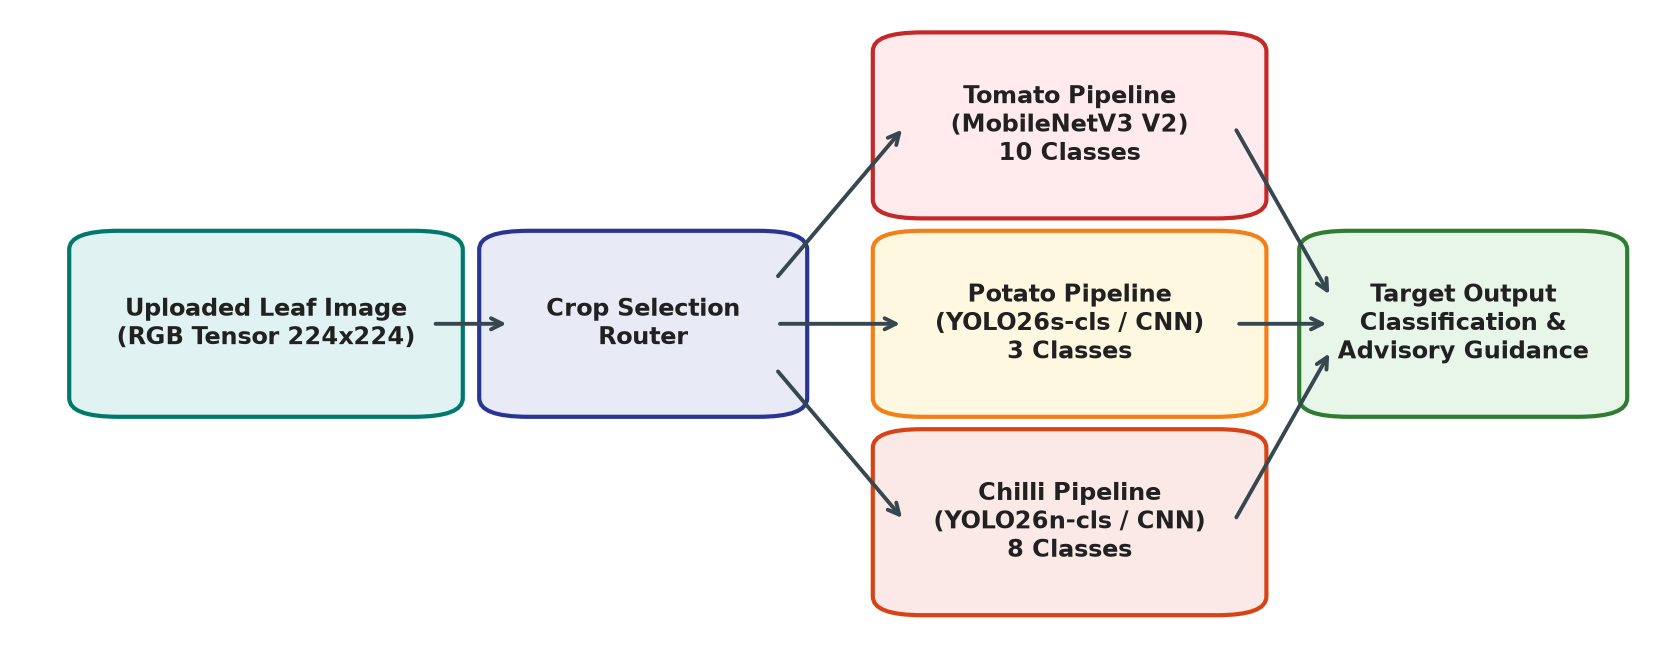 Uploaded Leaf Image
(RGB Tensor 224x224)
Crop Selection
Router
Tomato Pipeline
(MobileNetV3 V2)
10 Classes
Potato Pipeline
(YOLO26s-cls / CNN)
3 Classes
Chilli Pipeline
(YOLO26n-cls / CNN)
8 Classes
Target Output
Classification &
Advisory Guidance